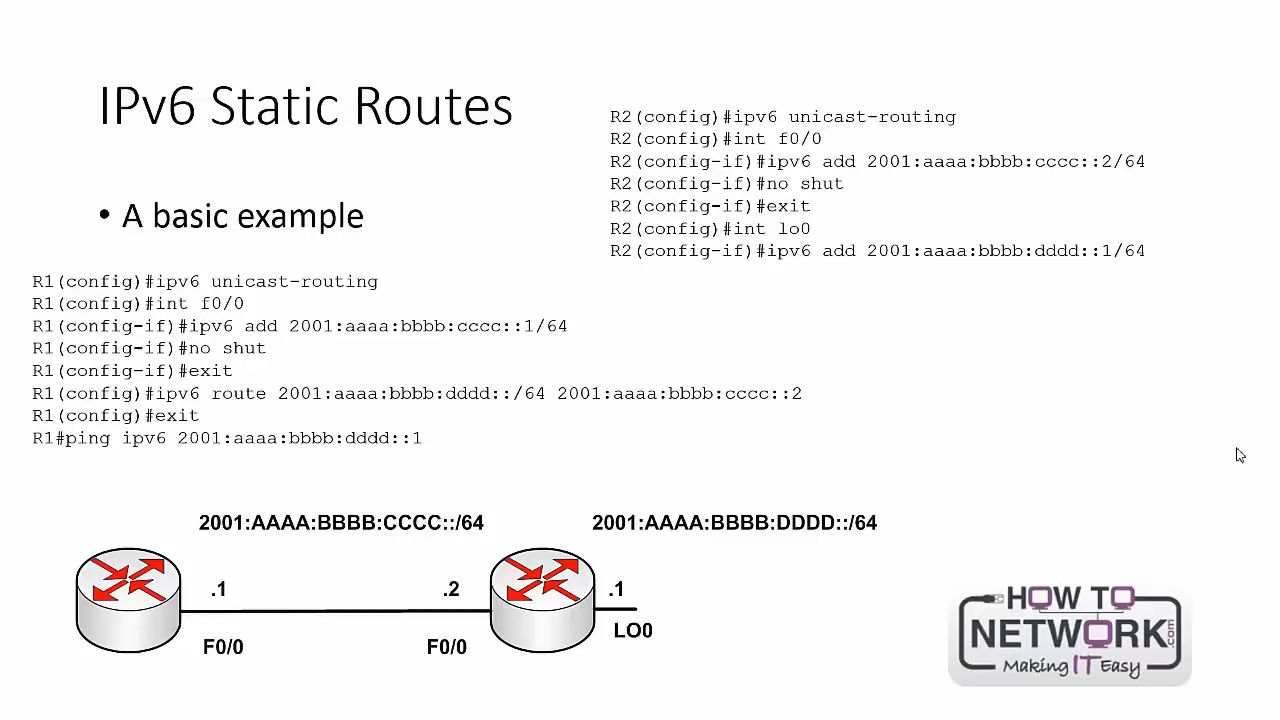 IPv6 Static Routes
• A basic example
R2(config)#ipv6 unicast-routing
R2(config)#int f0/0
R2(config-if)#ipv6 add 2001:aaaa:bbbb:cccc::2/64
R2(config-if)#no shut
R2(config-if)#exit
R2(config)#int lo0
R2(config-if)#ipv6 add 2001:aaaa:bbbb:dddd::1/64
R1(config)#ipv6 unicast-routing
R1(config)#int f0/0
R1(config-if)#ipv6 add 2001:aaaa:bbbb:cccc::1/64
R1(config-if)#no shut
R1(config-if)#exit
R1(config)#ipv6 route 2001:aaaa:bbbb:dddd::/64 2001:aaaa:bbbb:cccc::2
R1(config)#exit
R1#ping ipv6 2001:aaaa:bbbb:dddd::1
2001:AAAA:BBBB:CCCC::/64 2001:AAAA:BBBB:DDDD::/64
.1 .2 .1
LO0
F0/0 F0/0
HOW TO
NETWORK.com
Making IT Easy